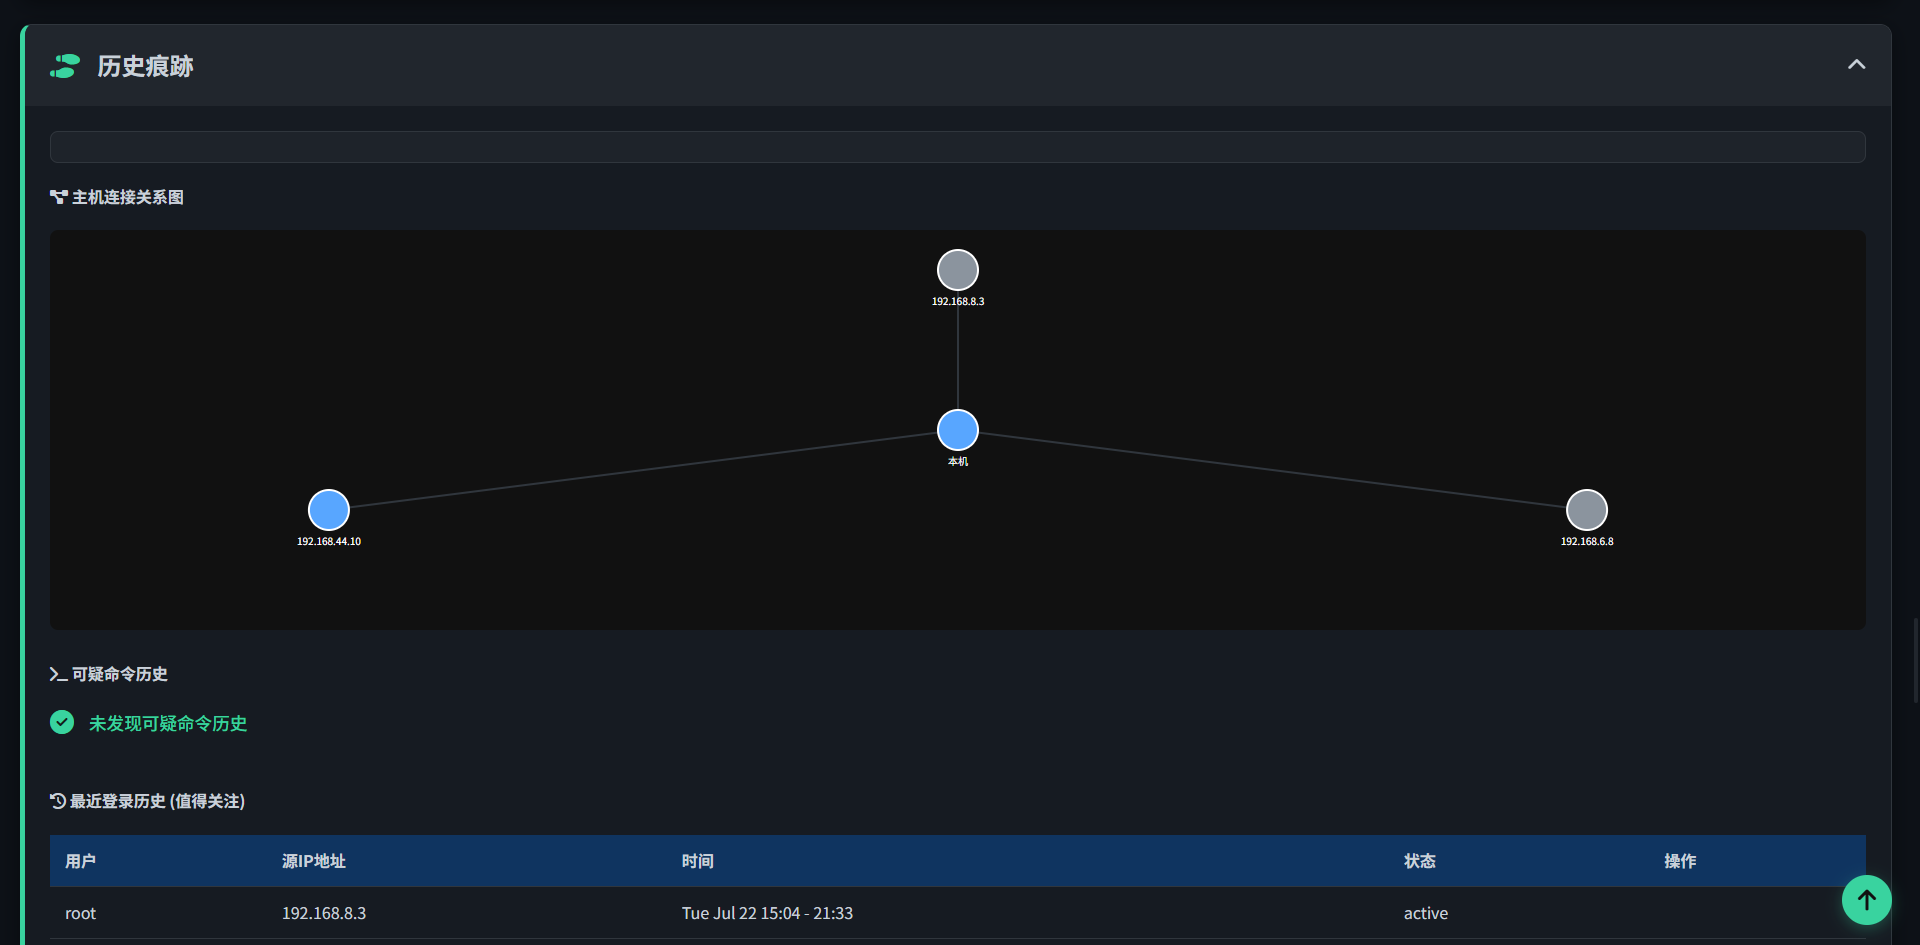 历史痕跡
主机连接关系图
192.168.8.3
本机
192.168.44.10
192.168.6.8
可疑命令历史
未发现可疑命令历史
最近登录历史 (值得关注)
用户 源IP地址 时间 状态 操作
root 192.168.8.3 Tue Jul 22 15:04 - 21:33 active